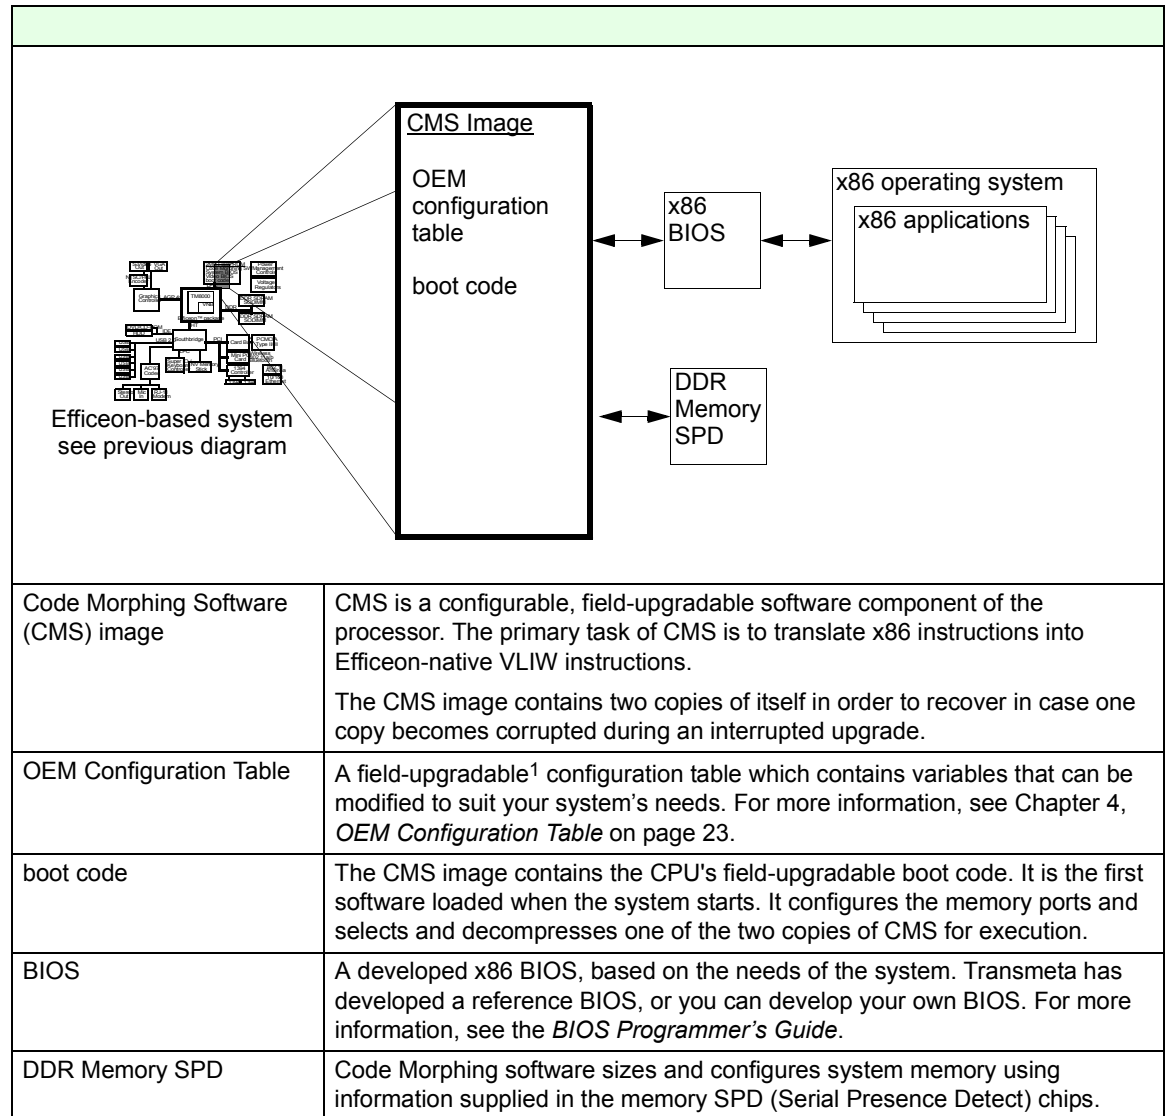 CMS Image
OEM
configuration
table
boot code
x86
BIOS
x86 operating system
x86 applications
DDR
Memory
SPD
TM8000
Southbridge
Efficeon-based system
see previous diagram
Code Morphing Software
(CMS) image
CMS is a configurable, field-upgradable software component of the
processor. The primary task of CMS is to translate x86 instructions into
Efficeon-native VLIW instructions.
The CMS image contains two copies of itself in order to recover in case one
copy becomes corrupted during an interrupted upgrade.
OEM Configuration Table
A field-upgradable1 configuration table which contains variables that can be
modified to suit your system’s needs. For more information, see Chapter 4,
OEM Configuration Table on page 23.
boot code
The CMS image contains the CPU's field-upgradable boot code. It is the first
software loaded when the system starts. It configures the memory ports and
selects and decompresses one of the two copies of CMS for execution.
BIOS
A developed x86 BIOS, based on the needs of the system. Transmeta has
developed a reference BIOS, or you can develop your own BIOS. For more
information, see the BIOS Programmer’s Guide.
DDR Memory SPD
Code Morphing software sizes and configures system memory using
information supplied in the memory SPD (Serial Presence Detect) chips.